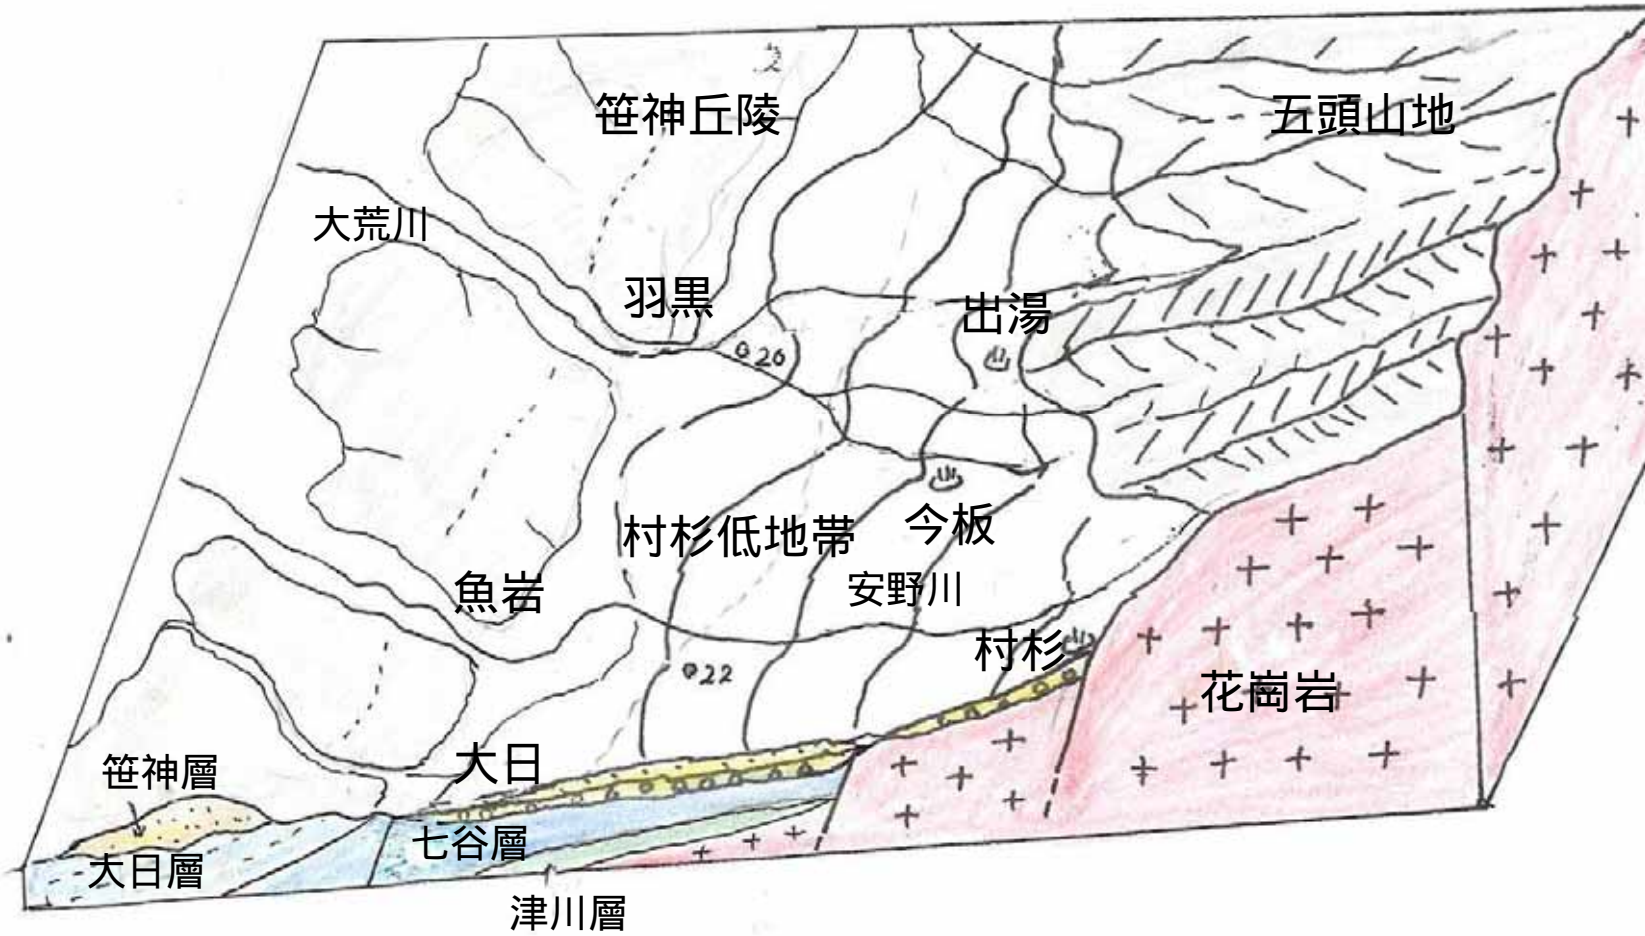 笹神丘陵
五頭山地
大荒川
羽黒
出湯
20
村杉低地帯
今板
魚岩
安野川
村杉
22
花崗岩
大日
笹神層
七谷層
大日層
津川層